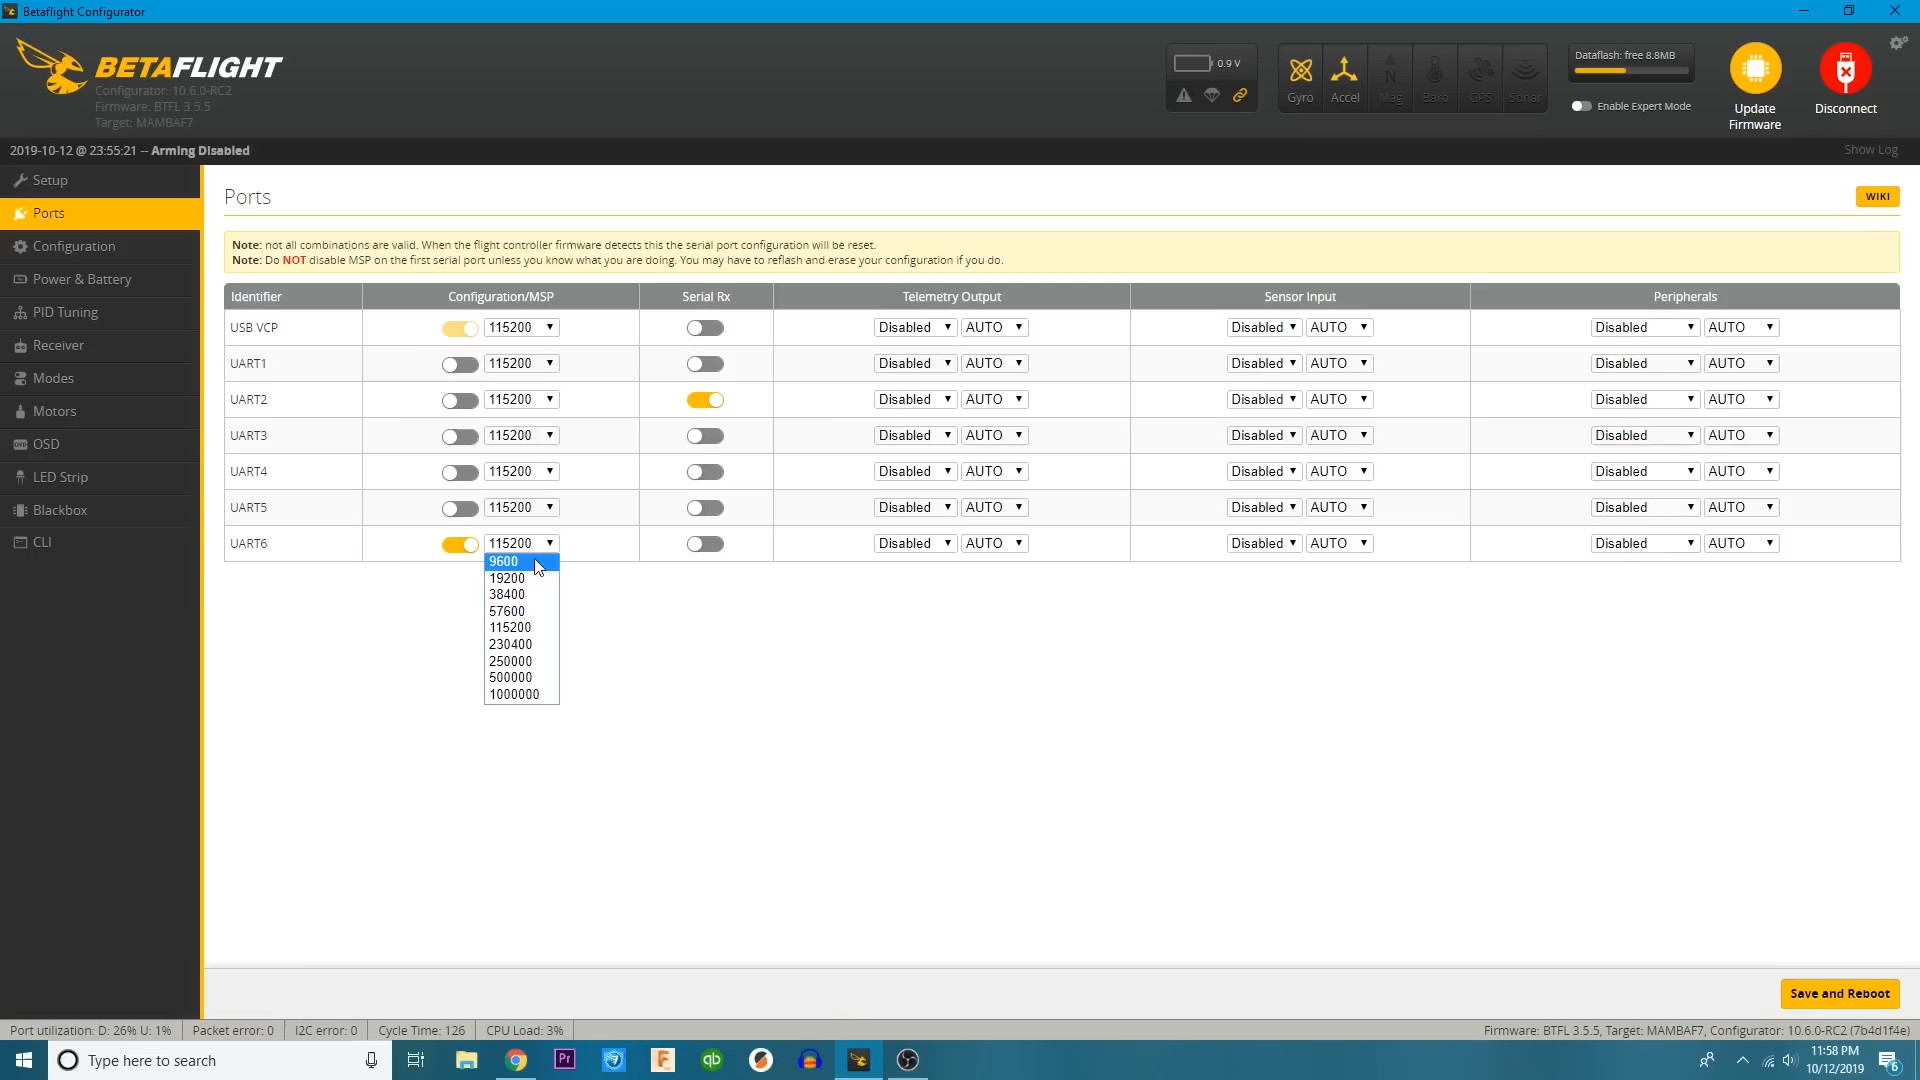 Betaflight Configurator
BETAFLIGHT
Configurator: 10.6.0-RC2
Firmware: BTFL 3.5.5
Target: MAMBAF7
0.9 V
Gyro
Accel
Mag
Baro
GPS
Sonar
Dataflash: free 8.8MB
Enable Expert Mode
Update
Firmware
Disconnect
2019-10-12 @ 23:55:21 -- Arming Disabled
Show Log
Setup
Ports
Configuration
Power & Battery
PID Tuning
Receiver
Modes
Motors
OSD
LED Strip
Blackbox
CLI
Ports
WIKI
Note: not all combinations are valid. When the flight controller firmware detects this the serial port configuration will be reset.
Note: Do NOT disable MSP on the first serial port unless you know what you are doing. You may have to reflash and erase your configuration if you do.
Identifier Configuration/MSP Serial Rx Telemetry Output Sensor Input Peripherals
USB VCP 115200 Disabled AUTO Disabled AUTO Disabled AUTO
UART1 115200 Disabled AUTO Disabled AUTO Disabled AUTO
UART2 115200 Disabled AUTO Disabled AUTO Disabled AUTO
UART3 115200 Disabled AUTO Disabled AUTO Disabled AUTO
UART4 115200 Disabled AUTO Disabled AUTO Disabled AUTO
UART5 115200 Disabled AUTO Disabled AUTO Disabled AUTO
UART6 115200 Disabled AUTO Disabled AUTO Disabled AUTO
9600
19200
38400
57600
115200
230400
250000
500000
1000000
Save and Reboot
Port utilization: D: 26% U: 1% Packet error: 0 I2C error: 0 Cycle Time: 126 CPU Load: 3%
Firmware: BTFL 3.5.5, Target: MAMBAF7, Configurator: 10.6.0-RC2 (7b4d1f4e)
Type here to search
Pr
qb
11:58 PM
10/12/2019
6